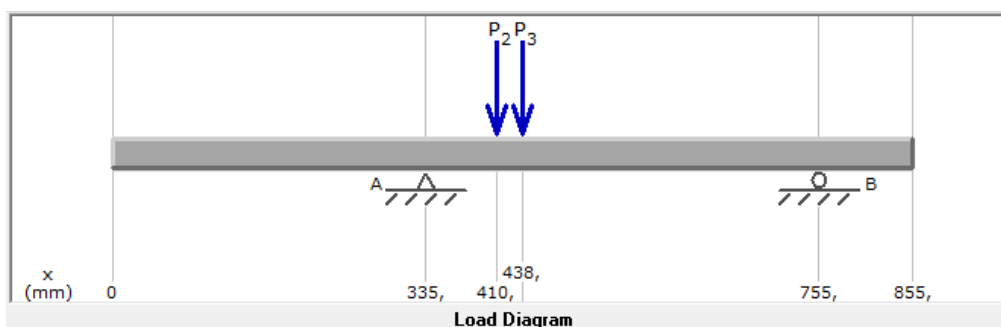 P2 P3
A
B
x
(mm)
0
335,
410,
438,
755,
855,
Load Diagram